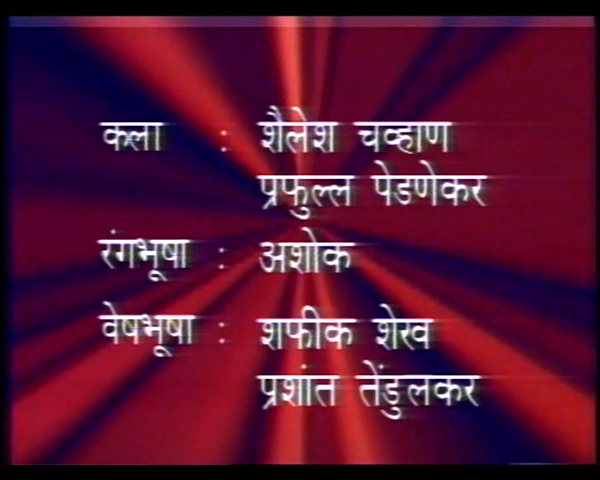 कला : शैलेश चव्हाण
प्रफुल्ल पेडणेकर
रंगभूषा : अशोक
वेषभूषा : शफीक शेख
प्रशांत तेंडुलकर